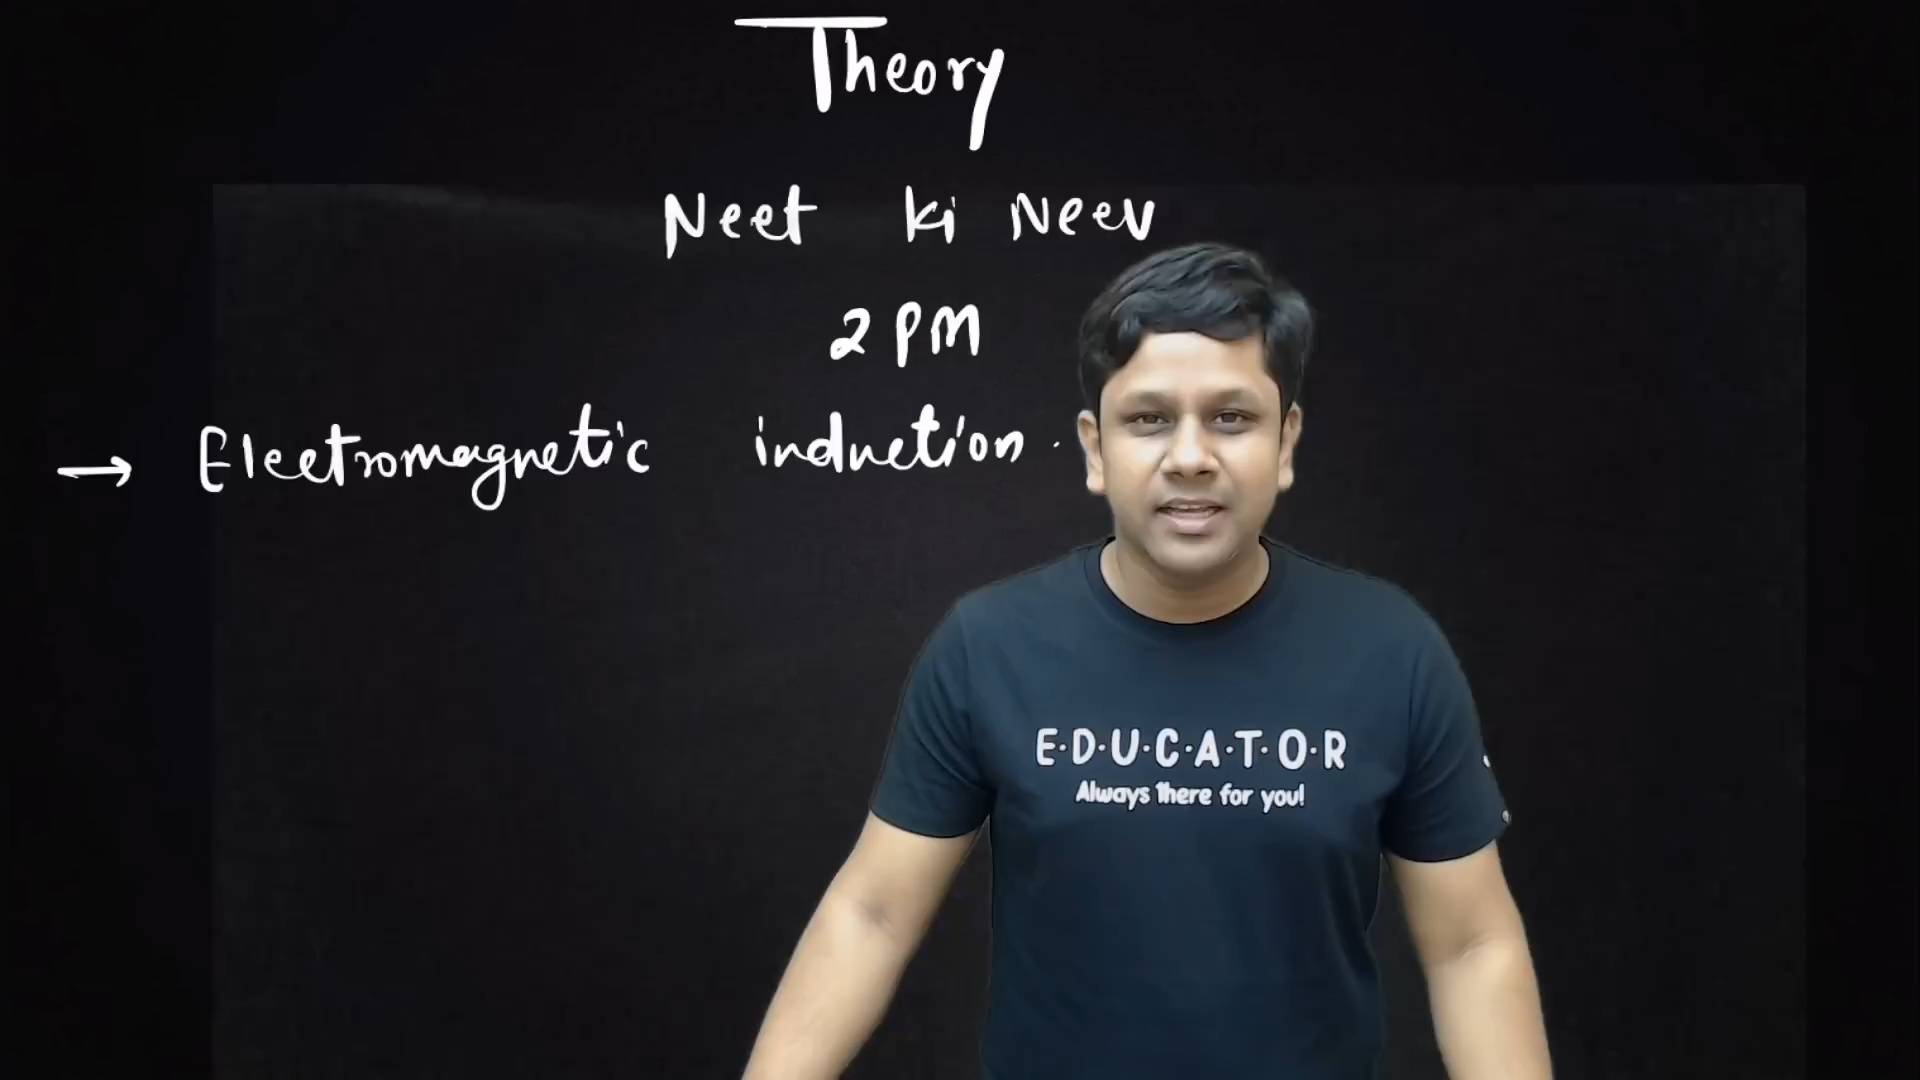 Theory
Neet ki Neev
2 PM
→ Electromagnetic induction.
E·D·U·C·A·T·O·R
Always there for you!